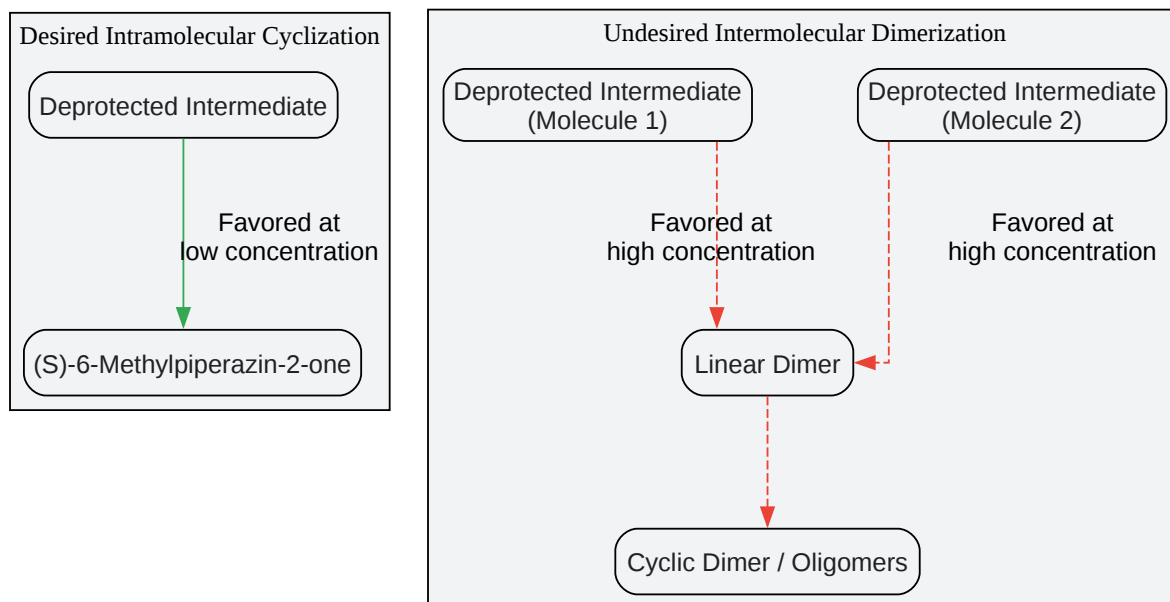 Desired Intramolecular Cyclization
Deprotected Intermediate
Favored at
low concentration
(S)-6-Methylpiperazin-2-one
Undesired Intermolecular Dimerization
Deprotected Intermediate
(Molecule 1)
Deprotected Intermediate
(Molecule 2)
Favored at
high concentration
Favored at
high concentration
Linear Dimer
Cyclic Dimer / Oligomers